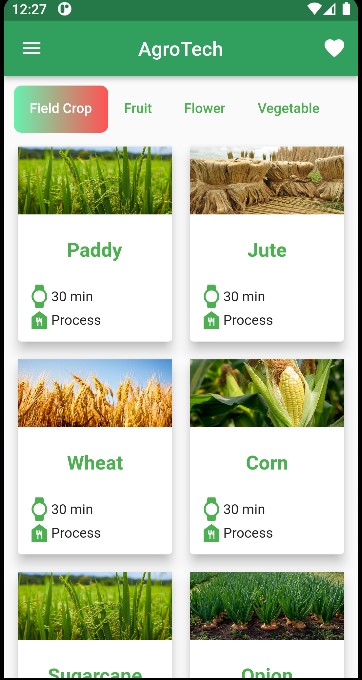 12:27
AgroTech
Field Crop Fruit Flower Vegetable
Paddy Jute
30 min 30 min
Process Process
Wheat Corn
30 min 30 min
Process Process
Sugarcane Onion